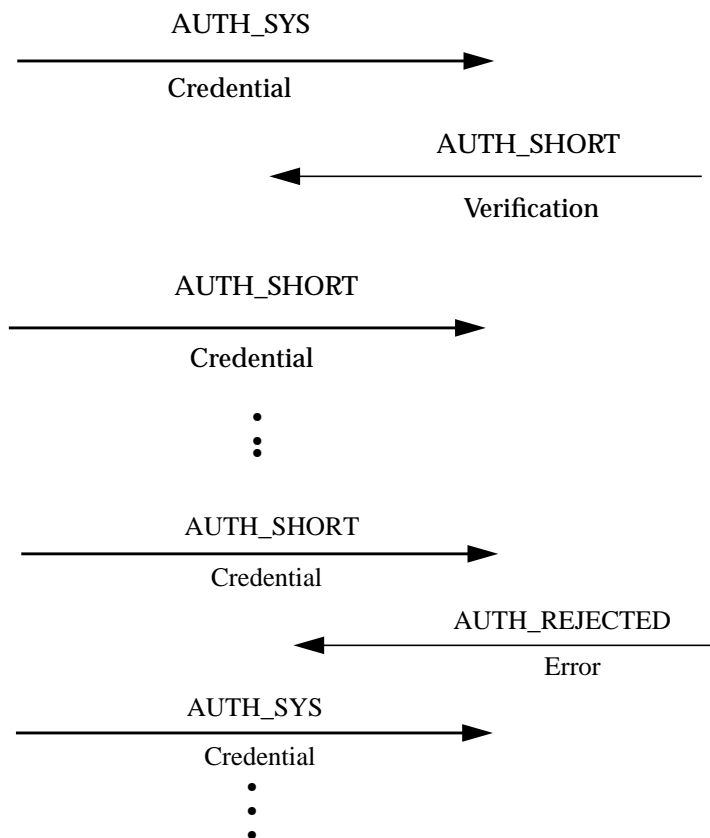 AUTH_SYS
Credential
AUTH_SHORT
Verification
AUTH_SHORT
Credential
AUTH_SHORT
Credential
AUTH_REJECTED
Error
AUTH_SYS
Credential